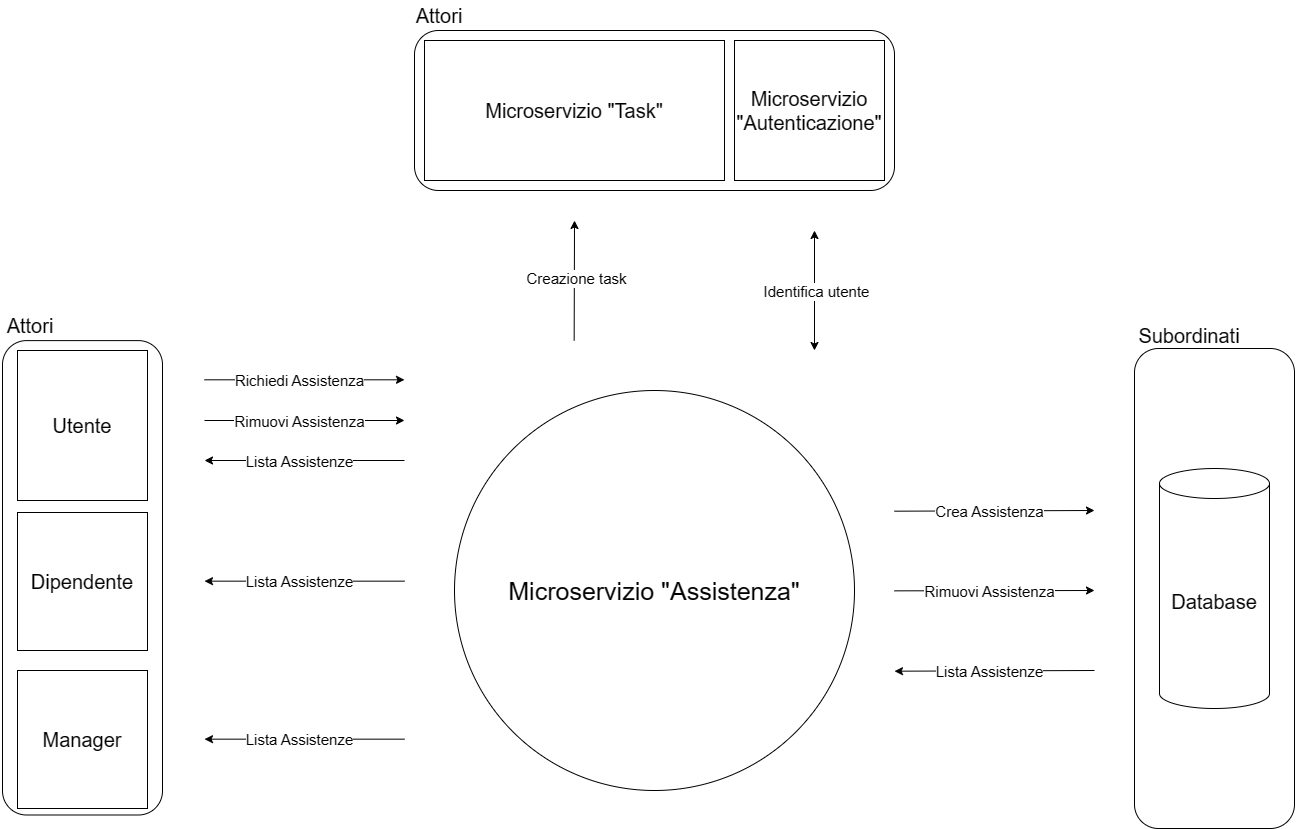 Attori
Microservizio "Task"
Microservizio
"Autenticazione"
Creazione task
Identifica utente
Attori
Utente
Dipendente
Manager
Richiedi Assistenza
Rimuovi Assistenza
Lista Assistenze
Lista Assistenze
Lista Assistenze
Microservizio "Assistenza"
Crea Assistenza
Rimuovi Assistenza
Lista Assistenze
Subordinati
Database